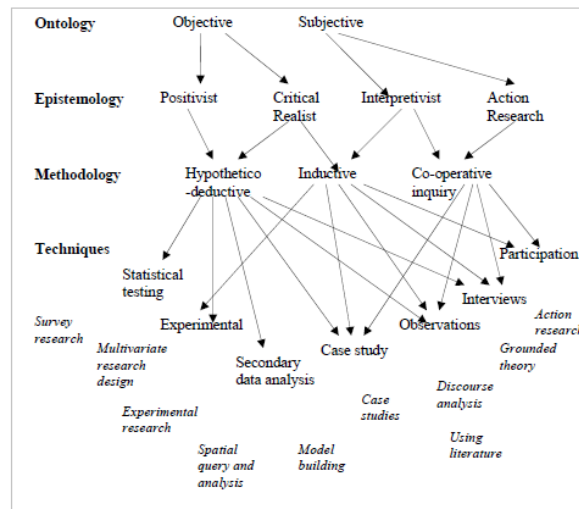 Ontology Objective Subjective
Epistemology Positivist Critical Realist Interpretivist Action Research
Methodology Hypothetico -deductive Inductive Co-operative inquiry
Techniques
Participation
Statistical testing
Interviews
Experimental
Observations
Case study
Secondary data analysis
Survey research
Multivariate research design
Experimental research
Spatial query and analysis
Model building
Case studies
Discourse analysis
Using literature
Grounded theory
Action research